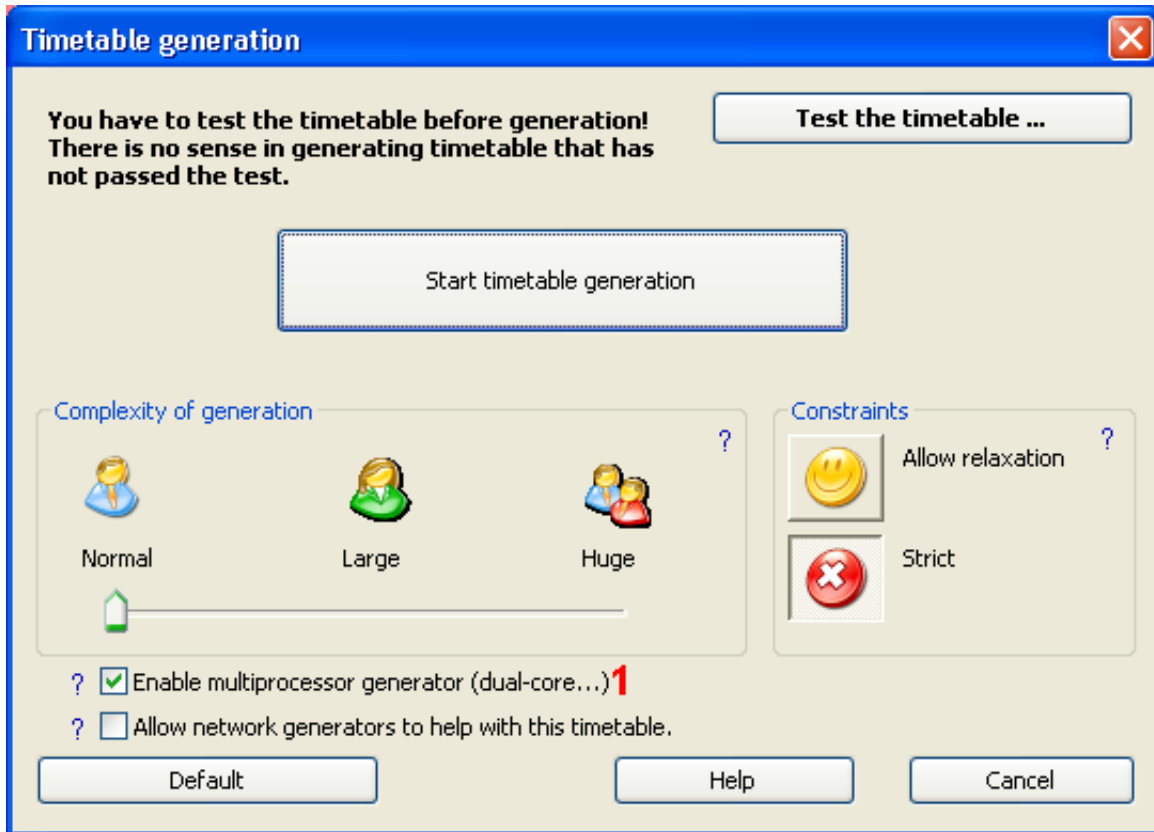 Timetable generation
You have to test the timetable before generation!
There is no sense in generating timetable that has
not passed the test.
Test the timetable ...
Start timetable generation
Complexity of generation
?
Normal
Large
Huge
Constraints
?
Allow relaxation
Strict
? Enable multiprocessor generator (dual-core...) 1
? Allow network generators to help with this timetable.
Default
Help
Cancel